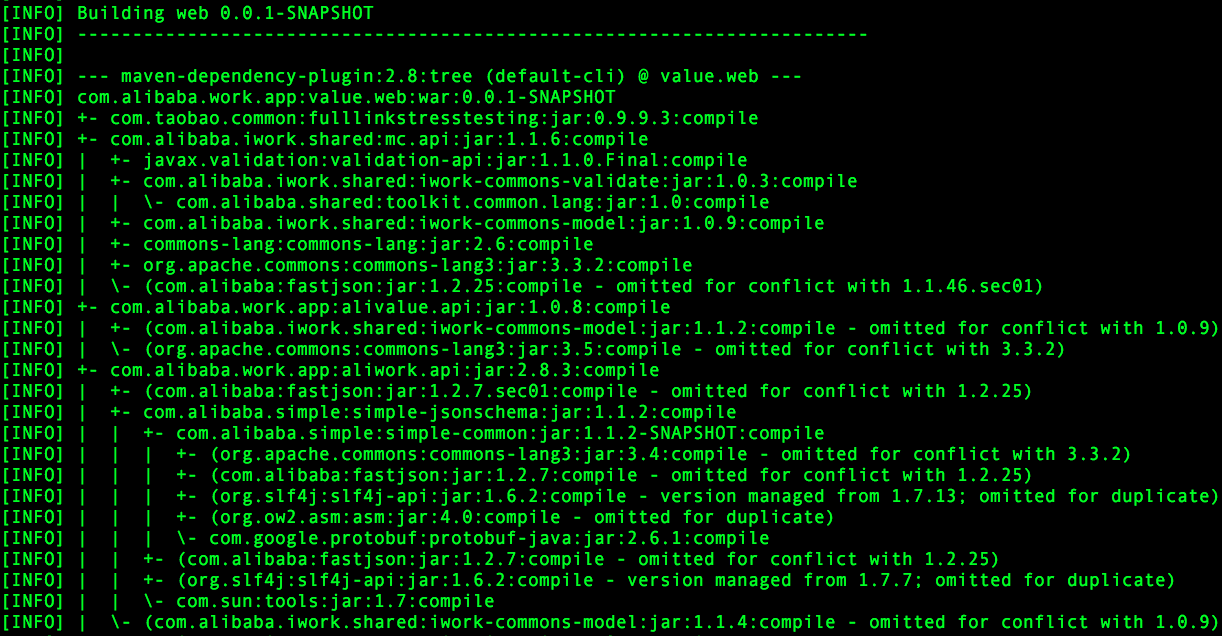 [INFO] Building web 0.0.1-SNAPSHOT
[INFO] ------------------------------------------------------------------------
[INFO]
[INFO] --- maven-dependency-plugin:2.8:tree (default-cli) @ value.web ---
[INFO] com.alibaba.work.app:value.web:war:0.0.1-SNAPSHOT
[INFO] +- com.taobao.common:fulllinkstresstesting:jar:0.9.9.3:compile
[INFO] +- com.alibaba.iwork.shared:mc.api:jar:1.1.6:compile
[INFO] |  +- javax.validation:validation-api:jar:1.1.0.Final:compile
[INFO] |  +- com.alibaba.iwork.shared:iwork-commons-validate:jar:1.0.3:compile
[INFO] |  |  \- com.alibaba.shared:toolkit.common.lang:jar:1.0:compile
[INFO] |  +- com.alibaba.iwork.shared:iwork-commons-model:jar:1.0.9:compile
[INFO] |  +- commons-lang:commons-lang:jar:2.6:compile
[INFO] |  +- org.apache.commons:commons-lang3:jar:3.3.2:compile
[INFO] |  \- (com.alibaba:fastjson:jar:1.2.25:compile - omitted for conflict with 1.1.46.sec01)
[INFO] +- com.alibaba.work.app:alivalue.api:jar:1.0.8:compile
[INFO] |  +- (com.alibaba.iwork.shared:iwork-commons-model:jar:1.1.2:compile - omitted for conflict with 1.0.9)
[INFO] |  \- (org.apache.commons:commons-lang3:jar:3.5:compile - omitted for conflict with 3.3.2)
[INFO] +- com.alibaba.work.app:aliwork.api:jar:2.8.3:compile
[INFO] |  +- (com.alibaba:fastjson:jar:1.2.7.sec01:compile - omitted for conflict with 1.2.25)
[INFO] |  +- com.alibaba.simple:simple-jsonschema:jar:1.1.2:compile
[INFO] |  |  +- com.alibaba.simple:simple-common:jar:1.1.2-SNAPSHOT:compile
[INFO] |  |  |  +- (org.apache.commons:commons-lang3:jar:3.4:compile - omitted for conflict with 3.3.2)
[INFO] |  |  |  +- (com.alibaba:fastjson:jar:1.2.7:compile - omitted for conflict with 1.2.25)
[INFO] |  |  |  +- (org.slf4j:slf4j-api:jar:1.6.2:compile - version managed from 1.7.13; omitted for duplicate)
[INFO] |  |  |  +- (org.ow2.asm:asm:jar:4.0:compile - omitted for duplicate)
[INFO] |  |  |  \- com.google.protobuf:protobuf-java:jar:2.6.1:compile
[INFO] |  |  +- (com.alibaba:fastjson:jar:1.2.7:compile - omitted for conflict with 1.2.25)
[INFO] |  |  +- (org.slf4j:slf4j-api:jar:1.6.2:compile - version managed from 1.7.7; omitted for duplicate)
[INFO] |  |  \- com.sun:tools:jar:1.7:compile
[INFO] |  \- (com.alibaba.iwork.shared:iwork-commons-model:jar:1.1.4:compile - omitted for conflict with 1.0.9)